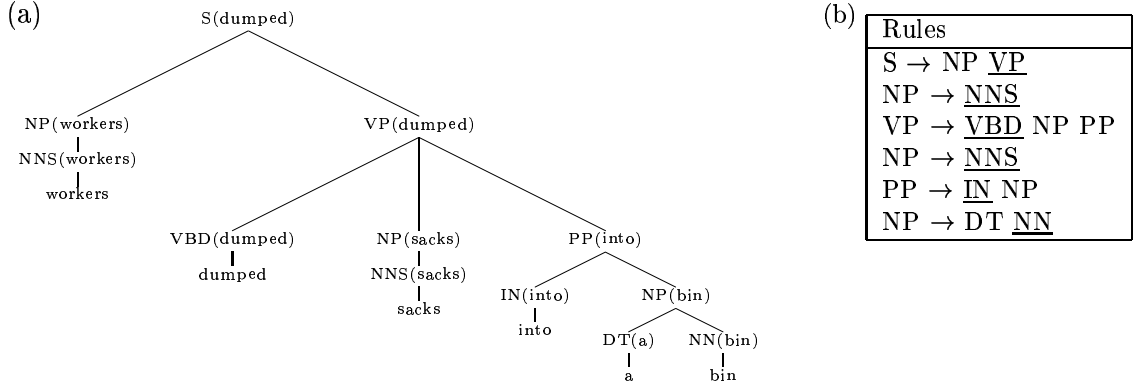 (a)
S(dumped)
NP(workers) VP(dumped)
NNS(workers)
workers
VBD(dumped) NP(sacks) PP(into)
dumped NNS(sacks)
sacks
IN(into) NP(bin)
into
DT(a) NN(bin)
a bin
(b)
Rules
S → NP VP
NP → NNS
VP → VBD NP PP
NP → NNS
PP → IN NP
NP → DT NN